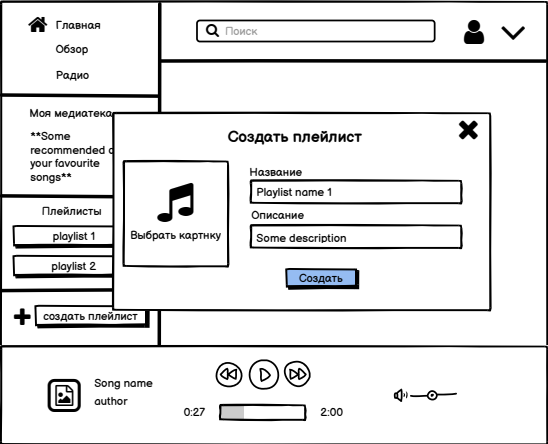 Главная
Обзор
Радио
Поиск
Моя медиатека
**Some
recommended
your favourite
songs**
Плейлисты
playlist 1
playlist 2
создать плейлист
Создать плейлист
Выбрать картнку
Название
Playlist name 1
Описание
Some description
Создать
Song name
author
0:27
2:00